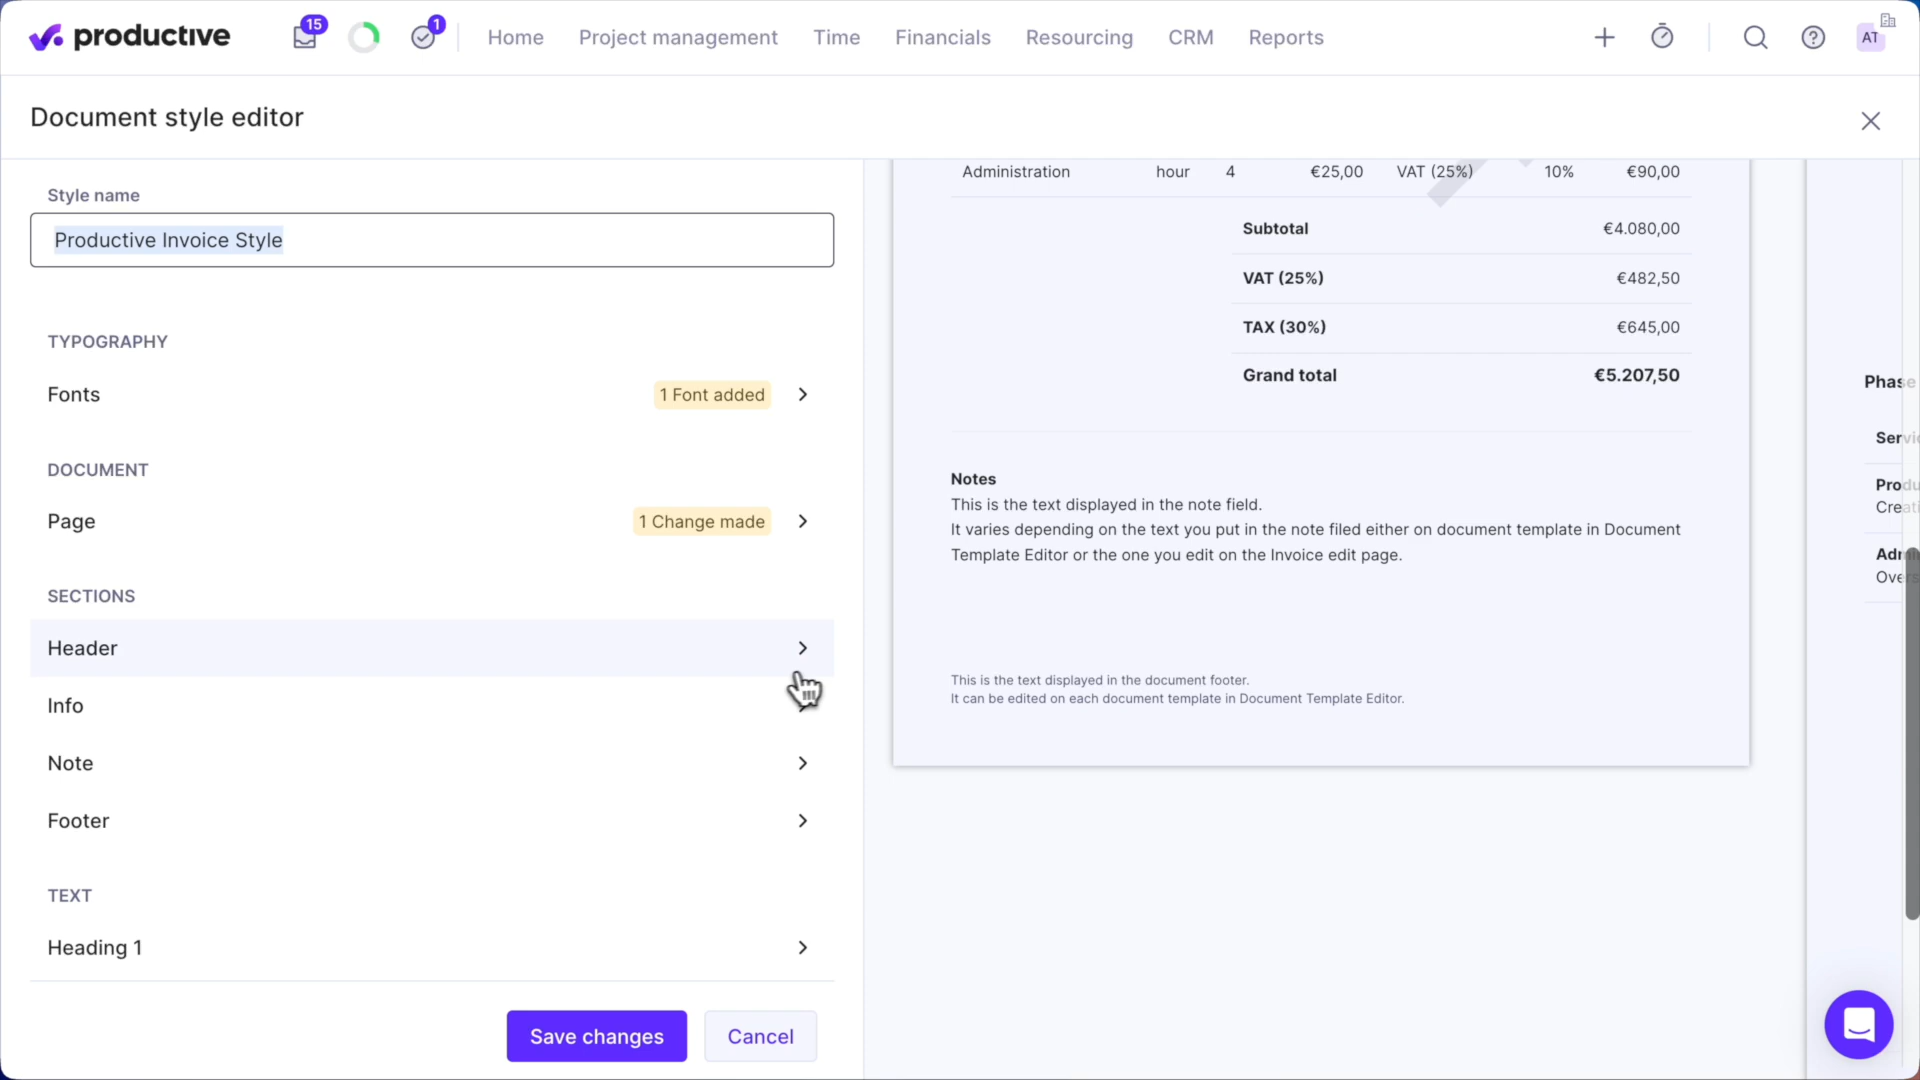 productive
15
1
Home
Project management
Time
Financials
Resourcing
CRM
Reports
AT
Document style editor
Style name
Productive Invoice Style
TYPOGRAPHY
Fonts
1 Font added
DOCUMENT
Page
1 Change made
SECTIONS
Header
Info
Note
Footer
TEXT
Heading 1
Save changes
Cancel
Administration hour 4 €25,00 VAT (25%) 10% €90,00
Subtotal €4.080,00
VAT (25%) €482,50
TAX (30%) €645,00
Grand total €5.207,50
Notes
This is the text displayed in the note field.
It varies depending on the text you put in the note filed either on document template in Document
Template Editor or the one you edit on the Invoice edit page.
This is the text displayed in the document footer.
It can be edited on each document template in Document Template Editor.
Phase